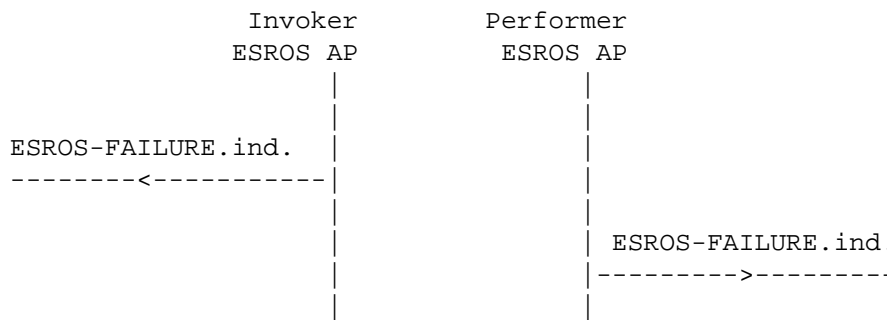 Invoker Performer
ESROS AP ESROS AP
ESROS-FAILURE.ind.
ESROS-FAILURE.ind.